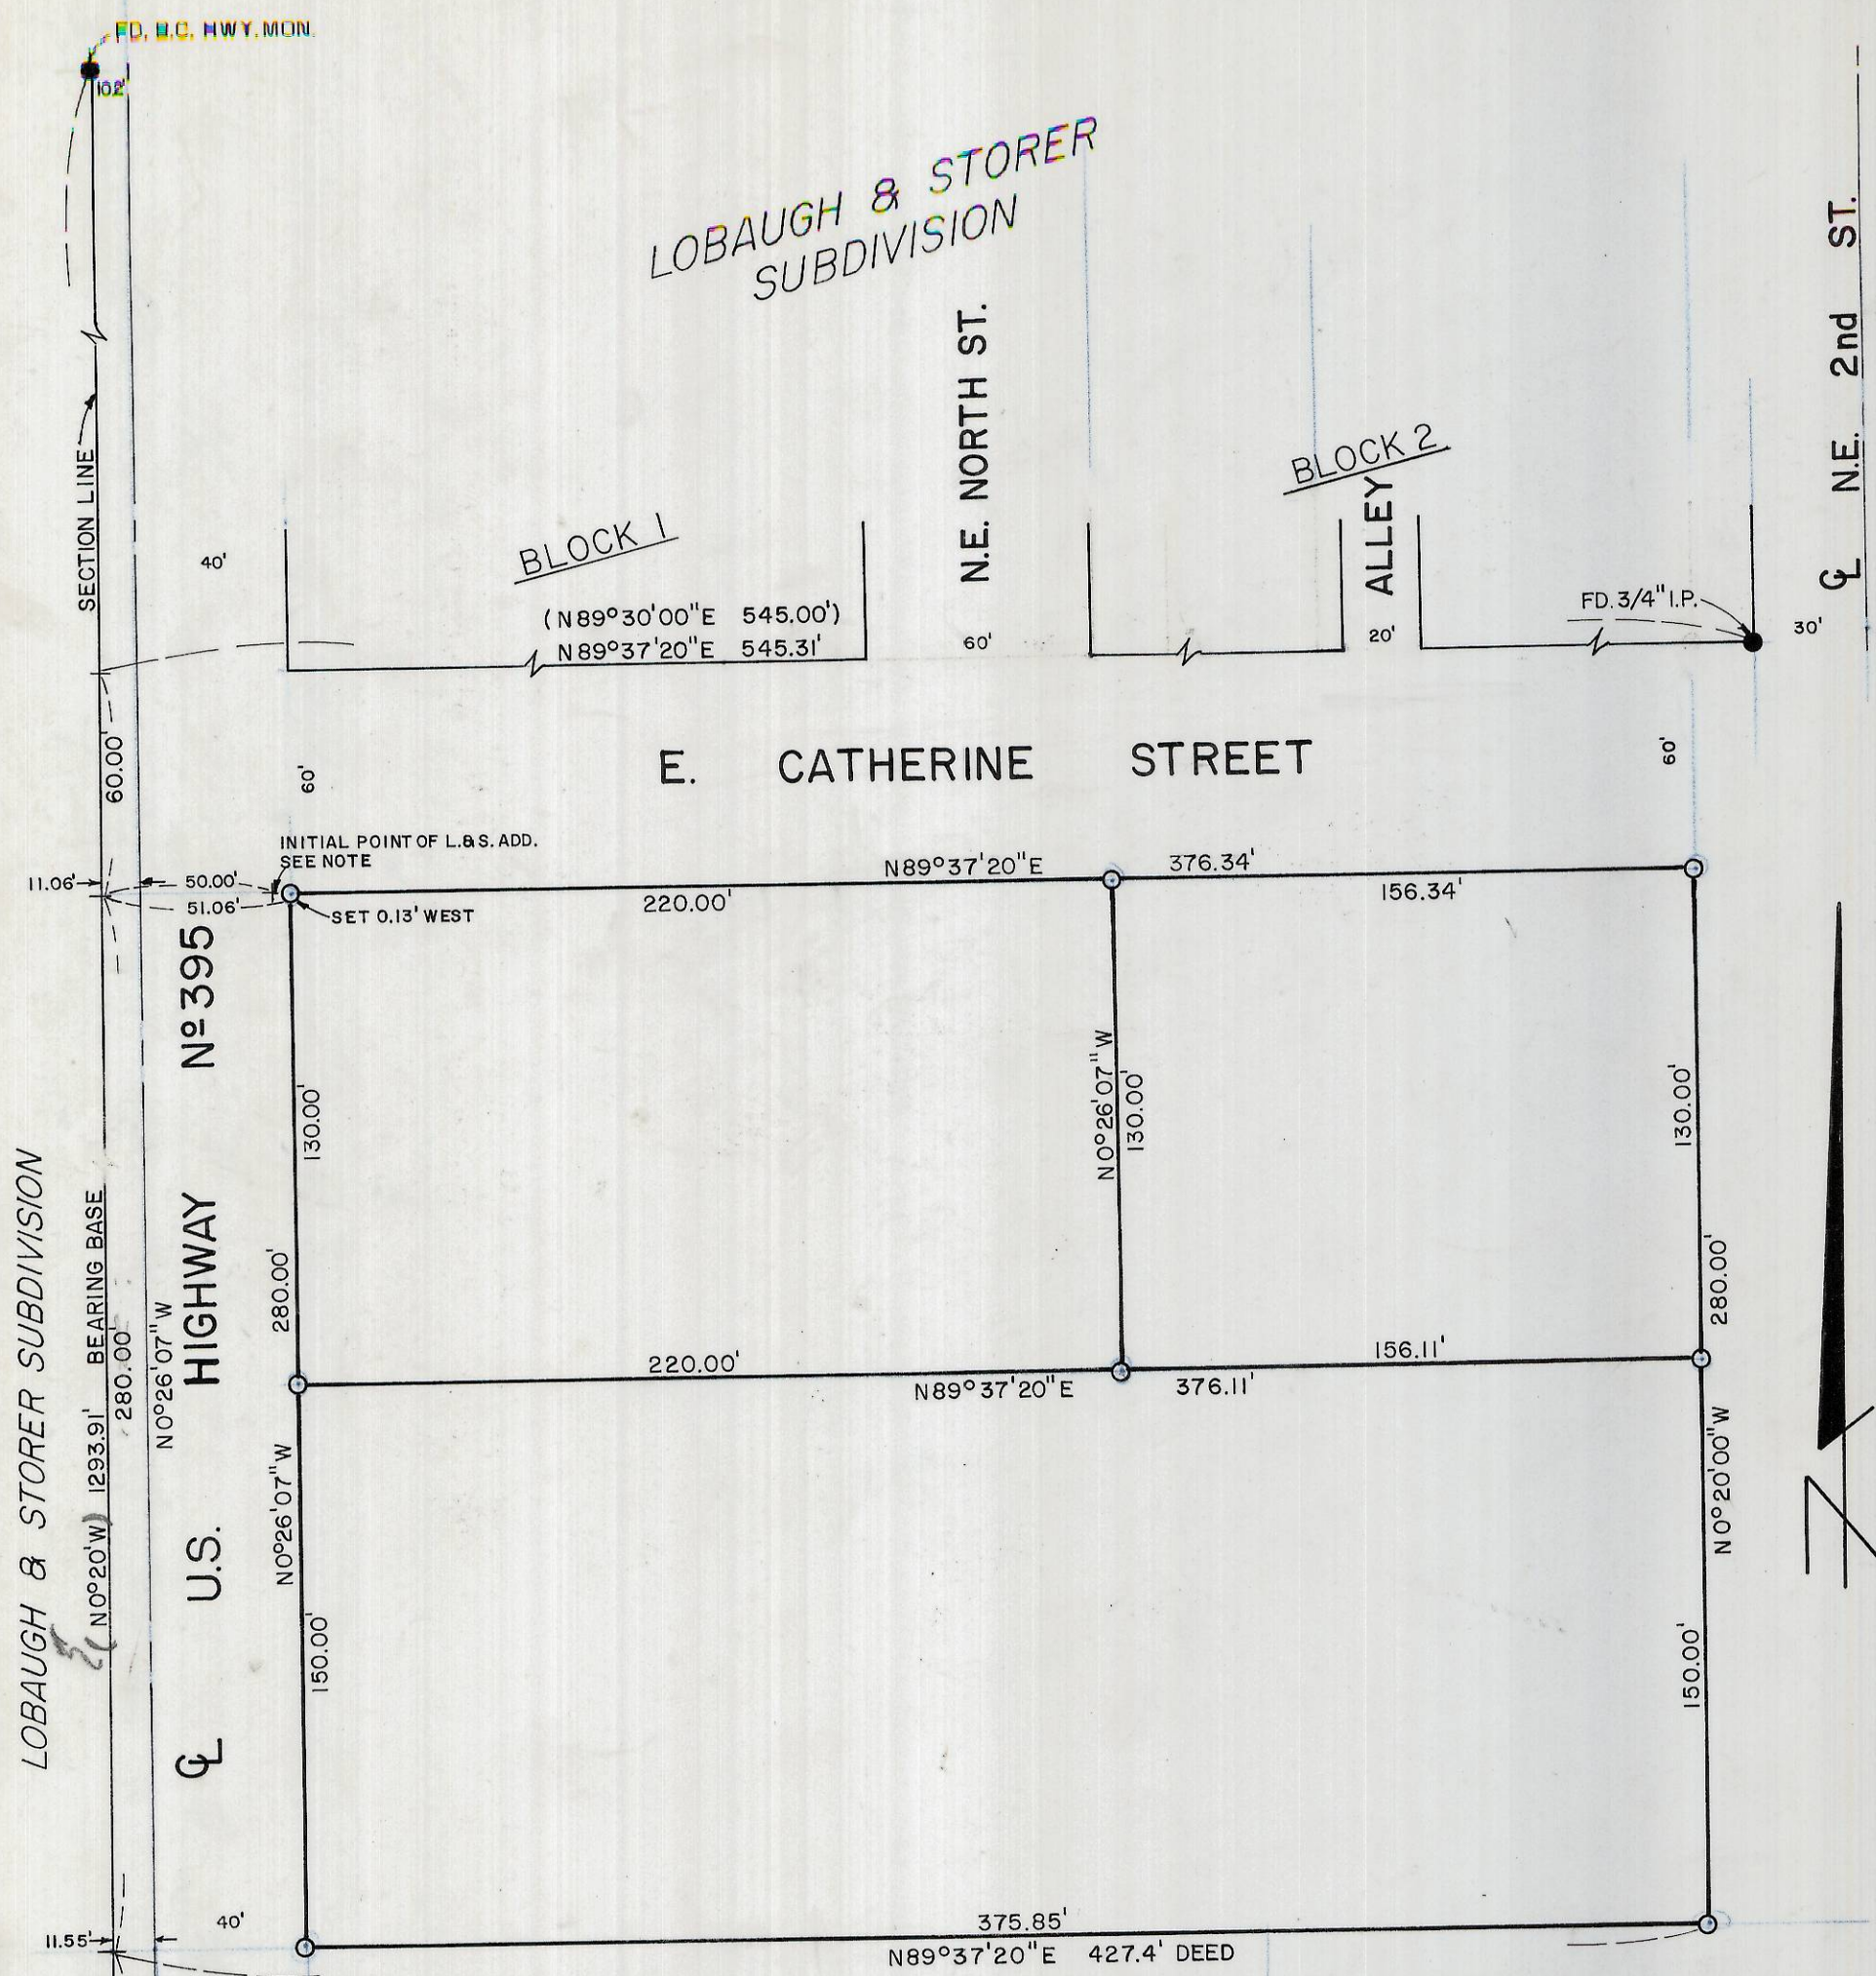 FD. B.C. HWY. MON.
10.2'
LOBAUGH & STORER
SUBDIVISION
N.E. NORTH ST.
℄ N.E. 2nd ST.
SECTION LINE
40'
BLOCK 1
BLOCK 2
ALLEY
(N89°30'00"E 545.00')
N89°37'20"E 545.31'
60'
20'
FD. 3/4" I.P.
30'
60.00'
60'
E. CATHERINE STREET
60'
INITIAL POINT OF L.&S. ADD.
SEE NOTE
11.06'
50.00'
51.06'
SET 0.13' WEST
N89°37'20"E 376.34'
220.00'
156.34'
℄ U.S. HIGHWAY Nº 395
130.00'
N0°26'07"W
130.00'
130.00'
LOBAUGH & STORER SUBDIVISION
(N0°20'W) 1293.91' BEARING BASE
280.00'
N0°26'07"W
280.00'
280.00'
220.00'
156.11'
N89°37'20"E 376.11'
N0°26'07"W
N0°20'00"W
150.00'
150.00'
N
11.55'
40'
375.85'
N89°37'20"E 427.4' DEED